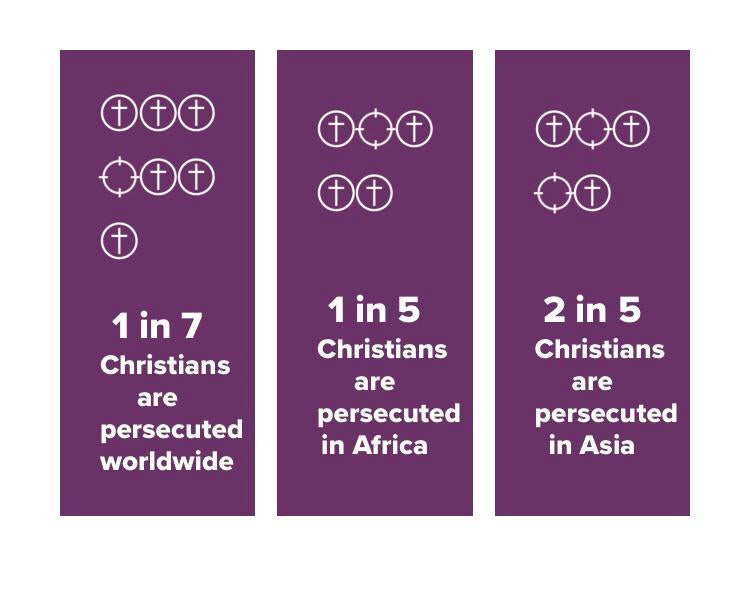 1 in 7
Christians
are
persecuted
worldwide
1 in 5
Christians
are
persecuted
in Africa
2 in 5
Christians
are
persecuted
in Asia